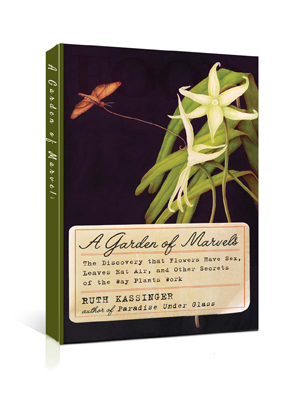 A Garden of Marvels
A Garden of Marvels
The Discovery that Flowers Have Sex,
Leaves Eat Air, and Other Secrets
of the Way Plants Work
RUTH KASSINGER
author of Paradise Under Glass